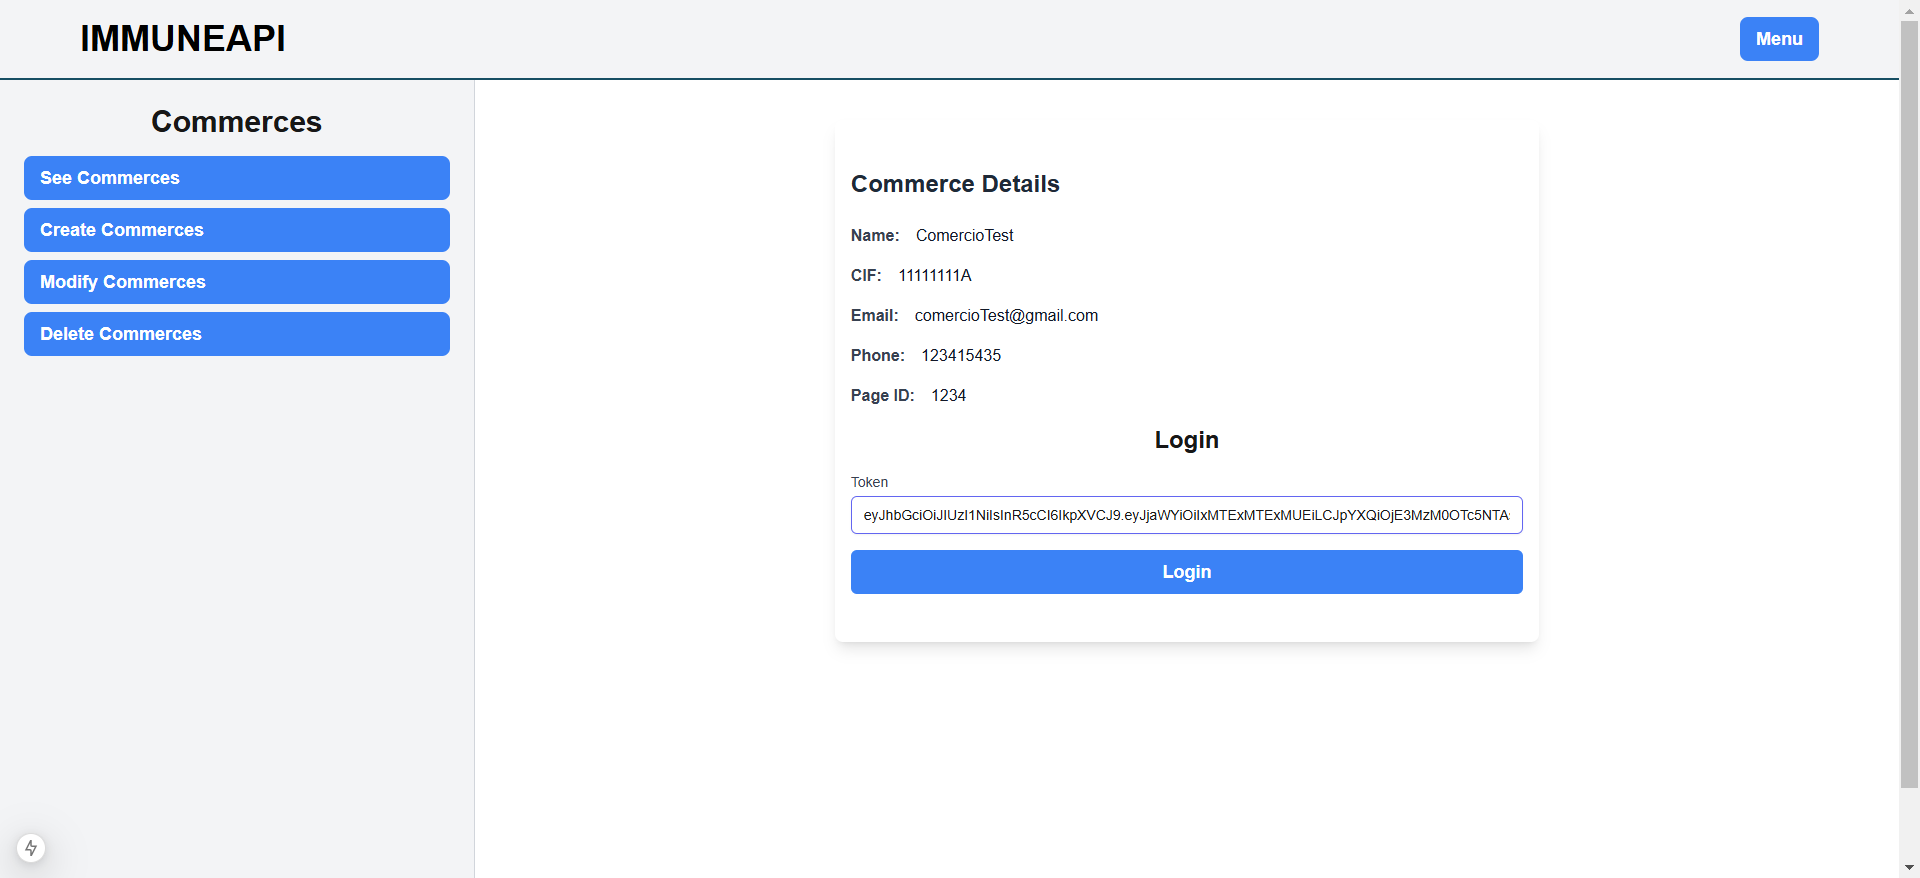 IMMUNEAPI
Menu
Commerces
See Commerces
Create Commerces
Modify Commerces
Delete Commerces
Commerce Details
Name: ComercioTest
CIF: 11111111A
Email: comercioTest@gmail.com
Phone: 123415435
Page ID: 1234
Login
Token
eyJhbGciOiJIUzI1NiIsInR5cCI6IkpXVCJ9.eyJjaWYiOiIxMTExMTExMUEiLCJpYXQiOjE3MzM0OTc5NTA
Login